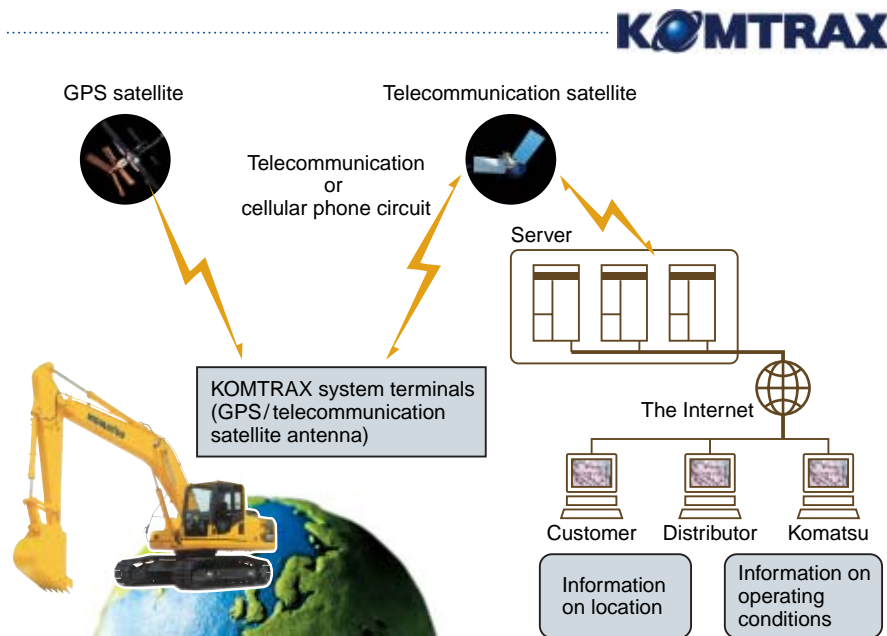 KOMTRAX
GPS satellite
Telecommunication satellite
Telecommunication
or
cellular phone circuit
Server
KOMTRAX system terminals
(GPS/telecommunication
satellite antenna)
The Internet
Customer
Distributor
Komatsu
Information
on location
Information on
operating
conditions